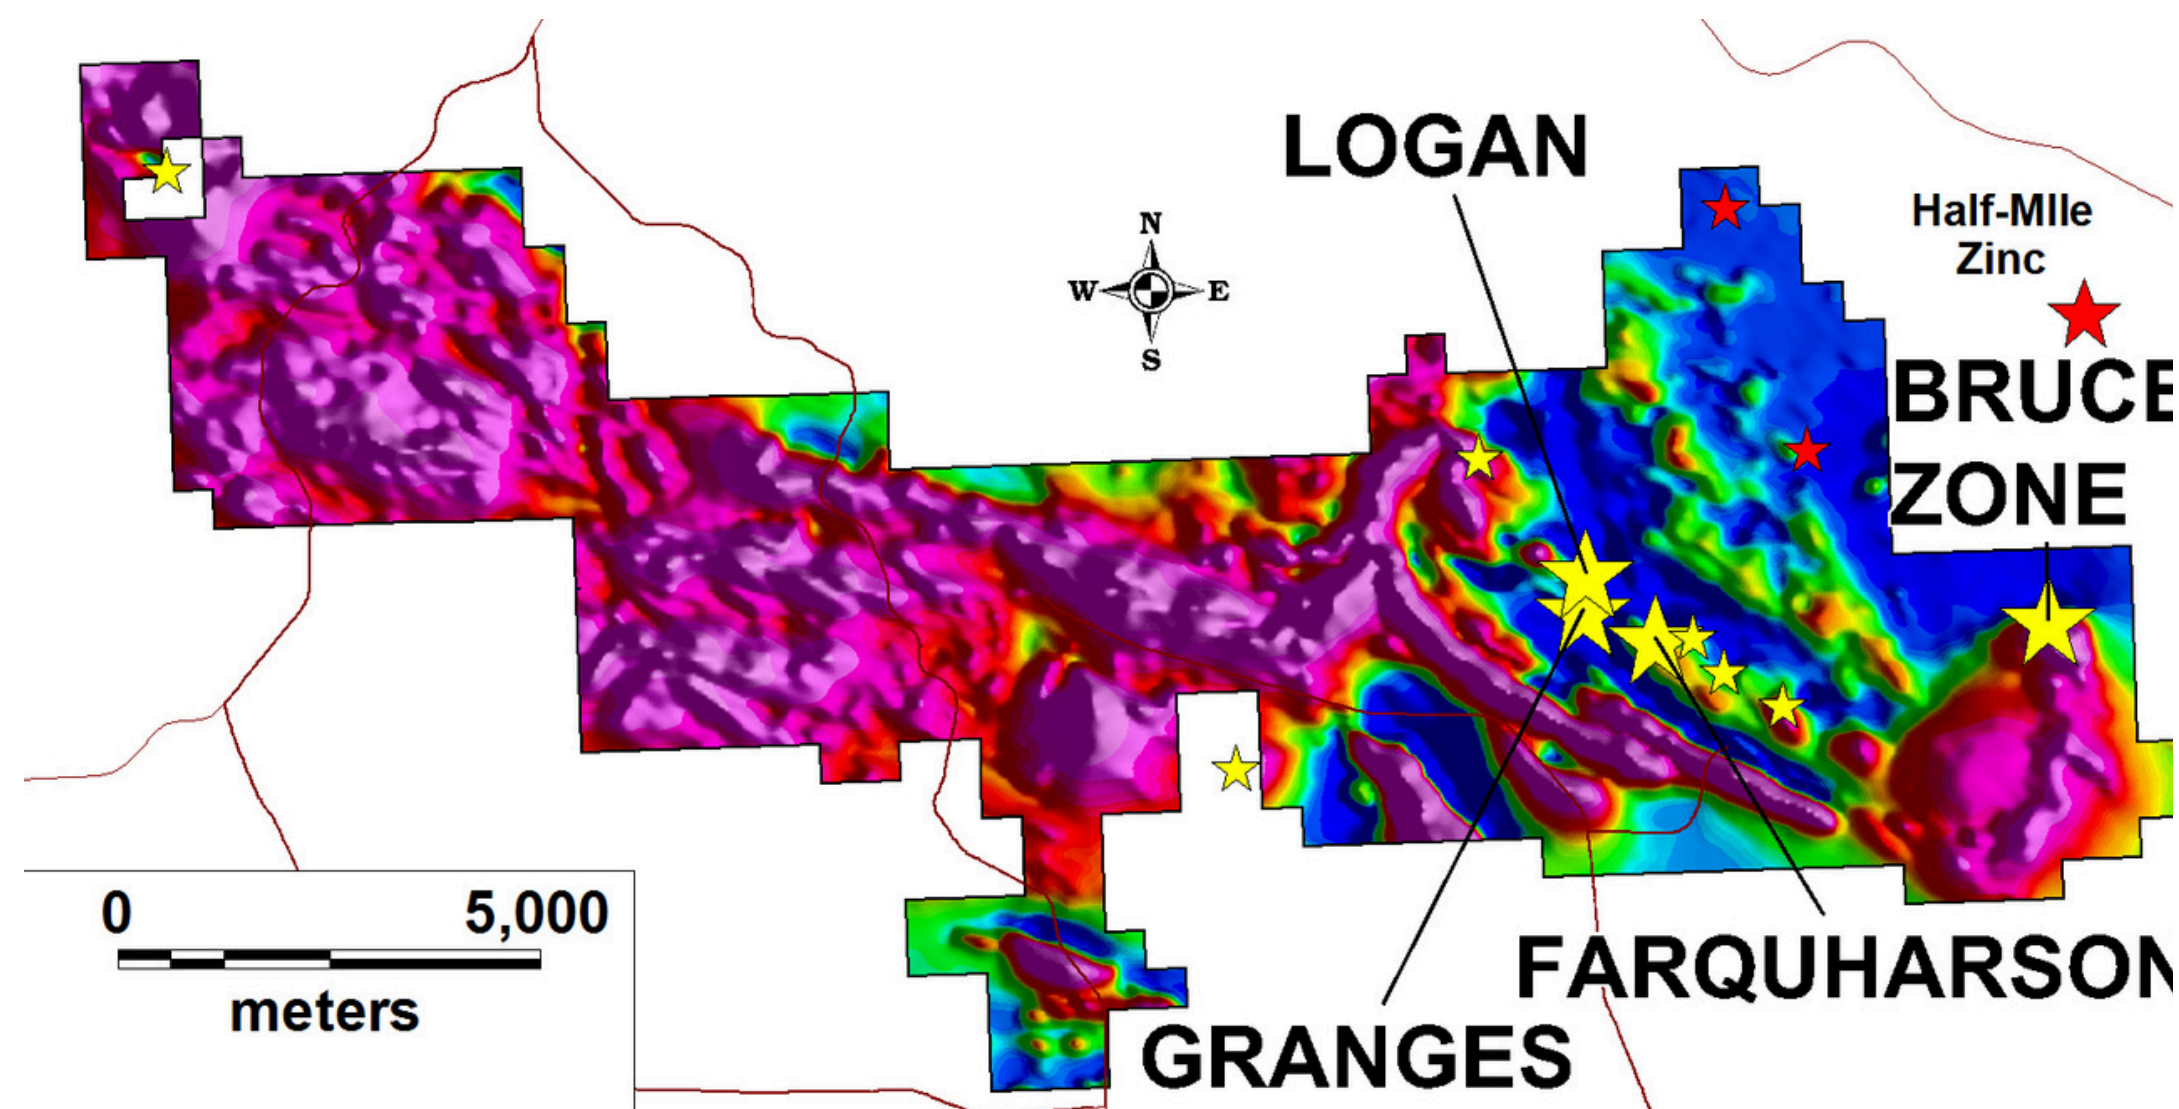 LOGAN
Half-MIle
Zinc
N
W E
S
BRUCE
ZONE
0 5,000
meters
FARQUHARSON
GRANGES